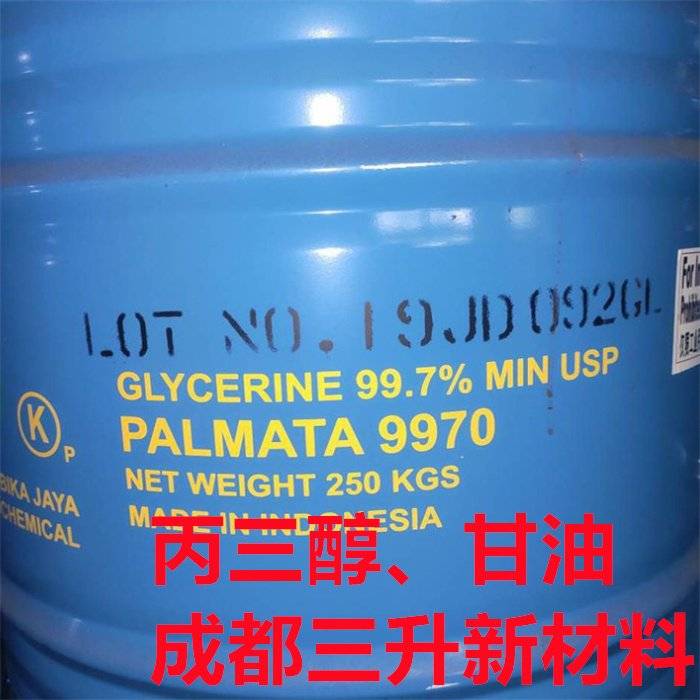 LOT NO. 19JD092GL
GLYCERINE 99.7% MIN USP
PALMATA 9970
NET WEIGHT 250 KGS
MADE IN INDONESIA
K
P
BIKA JAYA
CHEMICAL
For
丙三醇、甘油
成都三升新材料